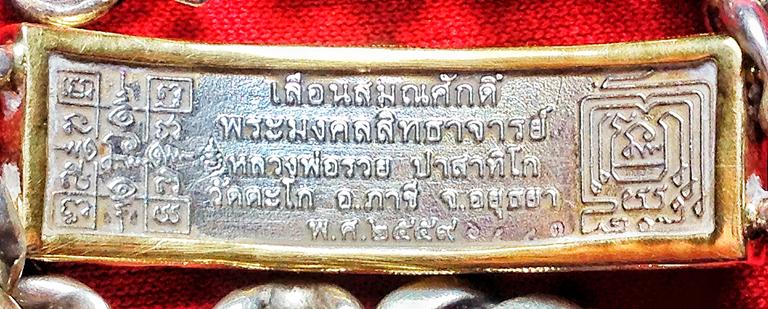 เลื่อนสมณศักดิ์
พระมงคลสิทธาจารย์
หลวงพ่อรวย ปาสาทิโก
วัดตะโก อ.ภาชี จ.อยุธยา
พ.ศ.๒๕๕๙